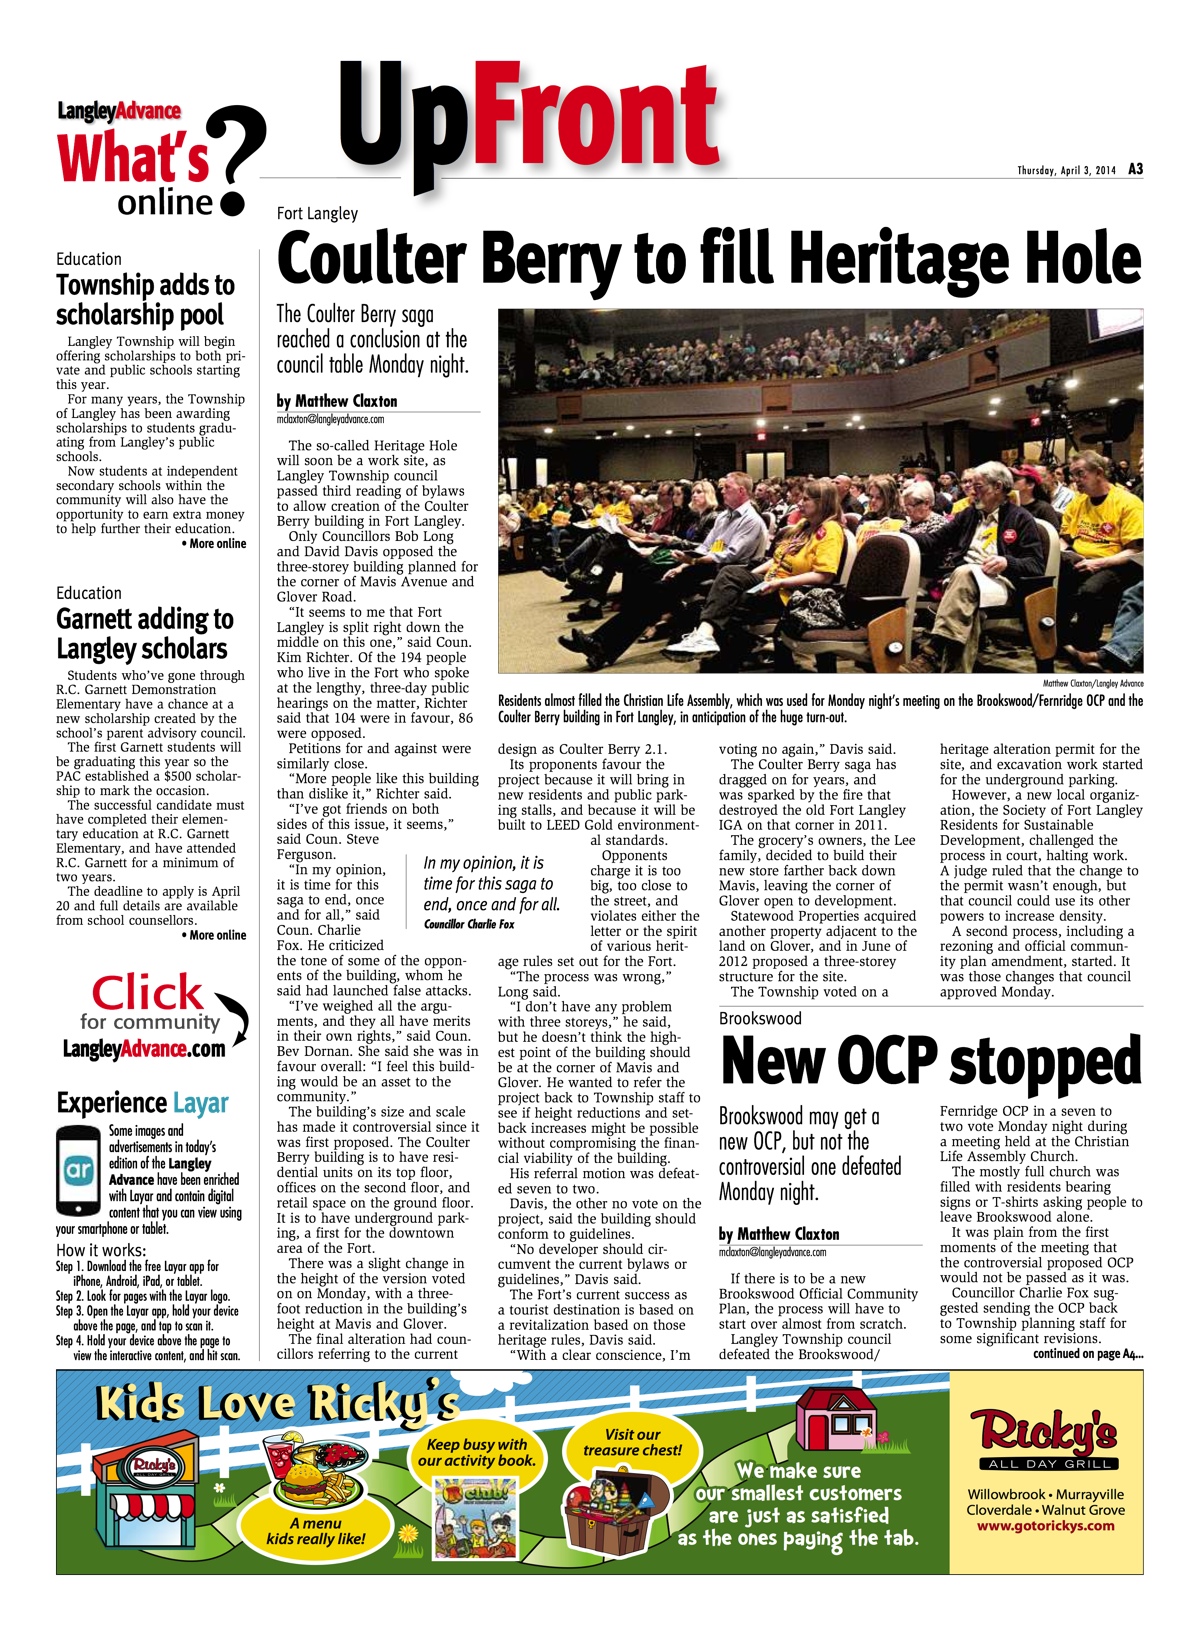 LangleyAdvance
What's
online
?
UpFront
Thursday, April 3, 2014 A3
Education
Township adds to
scholarship pool
Langley Township will begin
offering scholarships to both pri-
vate and public schools starting
this year.
For many years, the Township
of Langley has been awarding
scholarships to students gradu-
ating from Langley's public
schools.
Now students at independent
secondary schools within the
community will also have the
opportunity to earn extra money
to help further their education.
• More online
Education
Garnett adding to
Langley scholars
Students who've gone through
R.C. Garnett Demonstration
Elementary have a chance at a
new scholarship created by the
school's parent advisory council.
The first Garnett students will
be graduating this year so the
PAC established a $500 scholar-
ship to mark the occasion.
The successful candidate must
have completed their elemen-
tary education at R.C. Garnett
Elementary, and have attended
R.C. Garnett for a minimum of
two years.
The deadline to apply is April
20 and full details are available
from school counsellors.
• More online
Click
for community
LangleyAdvance.com
Experience Layar
ar
Some images and
advertisements in today's
edition of the Langley
Advance have been enriched
with Layar and contain digital
content that you can view using
your smartphone or tablet.
How it works:
Step 1. Download the free Layar app for
iPhone, Android, iPad, or tablet.
Step 2. Look for pages with the Layar logo.
Step 3. Open the Layar app, hold your device
above the page, and tap to scan it.
Step 4. Hold your device above the page to
view the interactive content, and hit scan.
Fort Langley
Coulter Berry to fill Heritage Hole
The Coulter Berry saga
reached a conclusion at the
council table Monday night.
by Matthew Claxton
mclaxton@langleyadvance.com
The so-called Heritage Hole
will soon be a work site, as
Langley Township council
passed third reading of bylaws
to allow creation of the Coulter
Berry building in Fort Langley.
Only Councillors Bob Long
and David Davis opposed the
three-storey building planned for
the corner of Mavis Avenue and
Glover Road.
“It seems to me that Fort
Langley is split right down the
middle on this one,” said Coun.
Kim Richter. Of the 194 people
who live in the Fort who spoke
at the lengthy, three-day public
hearings on the matter, Richter
said that 104 were in favour, 86
were opposed.
Petitions for and against were
similarly close.
“More people like this building
than dislike it,” Richter said.
“I've got friends on both
sides of this issue, it seems,”
said Coun. Steve
Ferguson.
“In my opinion,
it is time for this
saga to end, once
and for all,” said
Coun. Charlie
Fox. He criticized
the tone of some of the oppon-
ents of the building, whom he
said had launched false attacks.
“I've weighed all the argu-
ments, and they all have merits
in their own rights,” said Coun.
Bev Dornan. She said she was in
favour overall: “I feel this build-
ing would be an asset to the
community.”
The building's size and scale
has made it controversial since it
was first proposed. The Coulter
Berry building is to have resi-
dential units on its top floor,
offices on the second floor, and
retail space on the ground floor.
It is to have underground park-
ing, a first for the downtown
area of the Fort.
There was a slight change in
the height of the version voted
on on Monday, with a three-
foot reduction in the building's
height at Mavis and Glover.
The final alteration had coun-
cillors referring to the current
Matthew Claxton/Langley Advance
Residents almost filled the Christian Life Assembly, which was used for Monday night's meeting on the Brookswood/Fernridge OCP and the
Coulter Berry building in Fort Langley, in anticipation of the huge turn-out.
design as Coulter Berry 2.1.
Its proponents favour the
project because it will bring in
new residents and public park-
ing stalls, and because it will be
built to LEED Gold environment-
al standards.
Opponents
charge it is too
big, too close to
the street, and
violates either the
letter or the spirit
of various herit-
age rules set out for the Fort.
In my opinion, it is
time for this saga to
end, once and for all.
Councillor Charlie Fox
“The process was wrong,”
Long said.
“I don't have any problem
with three storeys,” he said,
but he doesn't think the high-
est point of the building should
be at the corner of Mavis and
Glover. He wanted to refer the
project back to Township staff to
see if height reductions and set-
back increases might be possible
without compromising the finan-
cial viability of the building.
His referral motion was defeat-
ed seven to two.
Davis, the other no vote on the
project, said the building should
conform to guidelines.
“No developer should cir-
cumvent the current bylaws or
guidelines,” Davis said.
The Fort's current success as
a tourist destination is based on
a revitalization based on those
heritage rules, Davis said.
“With a clear conscience, I'm
voting no again,” Davis said.
The Coulter Berry saga has
dragged on for years, and
was sparked by the fire that
destroyed the old Fort Langley
IGA on that corner in 2011.
The grocery's owners, the Lee
family, decided to build their
new store farther back down
Mavis, leaving the corner of
Glover open to development.
Statewood Properties acquired
another property adjacent to the
land on Glover, and in June of
2012 proposed a three-storey
structure for the site.
The Township voted on a
heritage alteration permit for the
site, and excavation work started
for the underground parking.
However, a new local organiz-
ation, the Society of Fort Langley
Residents for Sustainable
Development, challenged the
process in court, halting work.
A judge ruled that the change to
the permit wasn't enough, but
that council could use its other
powers to increase density.
A second process, including a
rezoning and official commun-
ity plan amendment, started. It
was those changes that council
approved Monday.
Brookswood
New OCP stopped
Brookswood may get a
new OCP, but not the
controversial one defeated
Monday night.
by Matthew Claxton
mclaxton@langleyadvance.com
If there is to be a new
Brookswood Official Community
Plan, the process will have to
start over almost from scratch.
Langley Township council
defeated the Brookswood/
Fernridge OCP in a seven to
two vote Monday night during
a meeting held at the Christian
Life Assembly Church.
The mostly full church was
filled with residents bearing
signs or T-shirts asking people to
leave Brookswood alone.
It was plain from the first
moments of the meeting that
the controversial proposed OCP
would not be passed as it was.
Councillor Charlie Fox sug-
gested sending the OCP back
to Township planning staff for
some significant revisions.
continued on page A4...
Kids Love Ricky's
Ricky's
ALL DAY GRILL
A menu
kids really like!
Keep busy with
our activity book.
club!
Visit our
treasure chest!
We make sure
our smallest customers
are just as satisfied
as the ones paying the tab.
Ricky's
ALL DAY GRILL
Willowbrook • Murrayville
Cloverdale • Walnut Grove
www.gotorickys.com